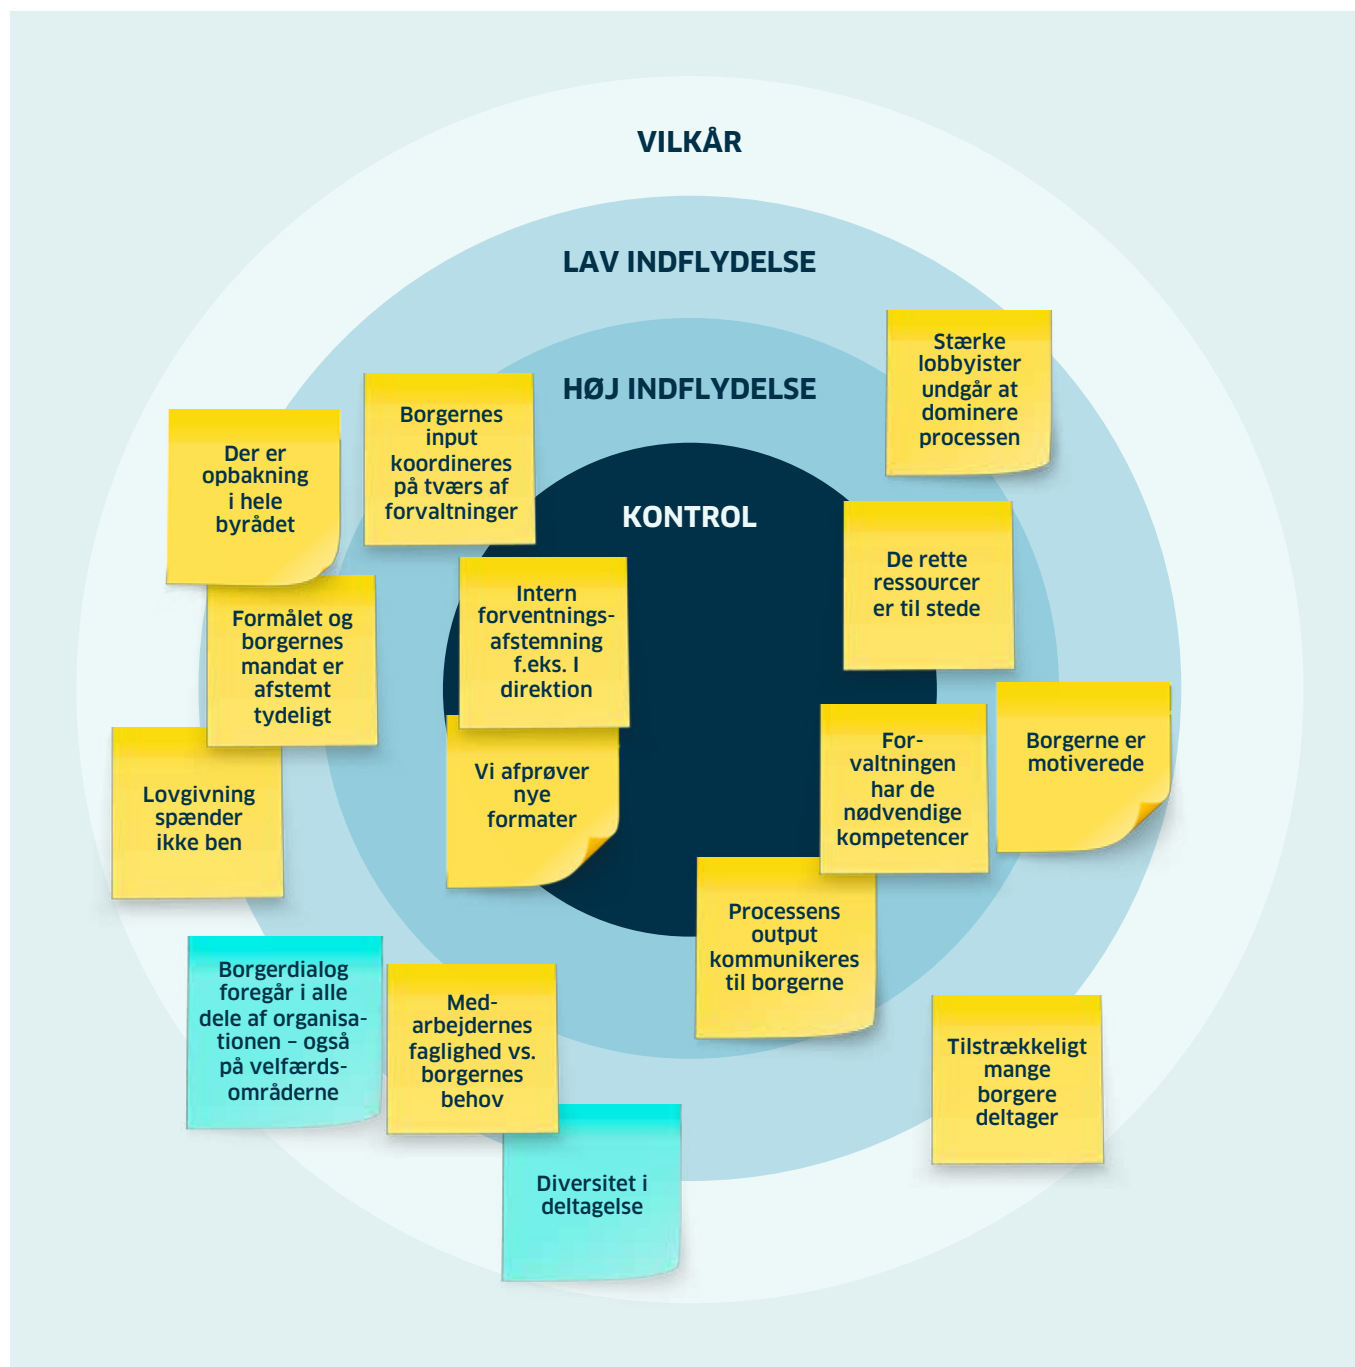 VILKÅR
LAV INDFLYDELSE
HØJ INDFLYDELSE
KONTROL
Stærke
lobbyister
undgår at
dominere
processen
Borgernes
input
koordineres
på tværs af
forvaltninger
Der er
opbakning
i hele
byrådet
De rette
ressourcer
er til stede
Intern
forventnings-
afstemning
f.eks. I
direktion
Formålet og
borgernes
mandat er
afstemt
tydeligt
For-
valtningen
har de
nødvendige
kompetencer
Borgerne er
motiverede
Vi afprøver
nye
formater
Lovgivning
spænder
ikke ben
Processens
output
kommunikeres
til borgerne
Borgerdialog
foregår i alle
dele af organisa-
tionen – også
på velfærds-
områderne
Med-
arbejdernes
faglighed vs.
borgernes
behov
Tilstrækkeligt
mange
borgere
deltager
Diversitet i
deltagelse